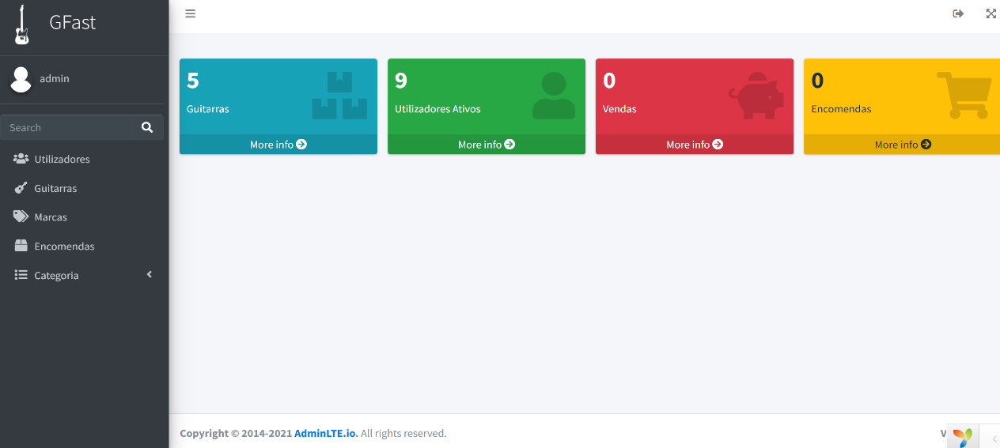 GFast
admin
Search
Utilizadores
Guitarras
Marcas
Encomendas
Categoria
5
Guitarras
More info
9
Utilizadores Ativos
More info
0
Vendas
More info
0
Encomendas
More info
Copyright © 2014-2021 AdminLTE.io. All rights reserved.